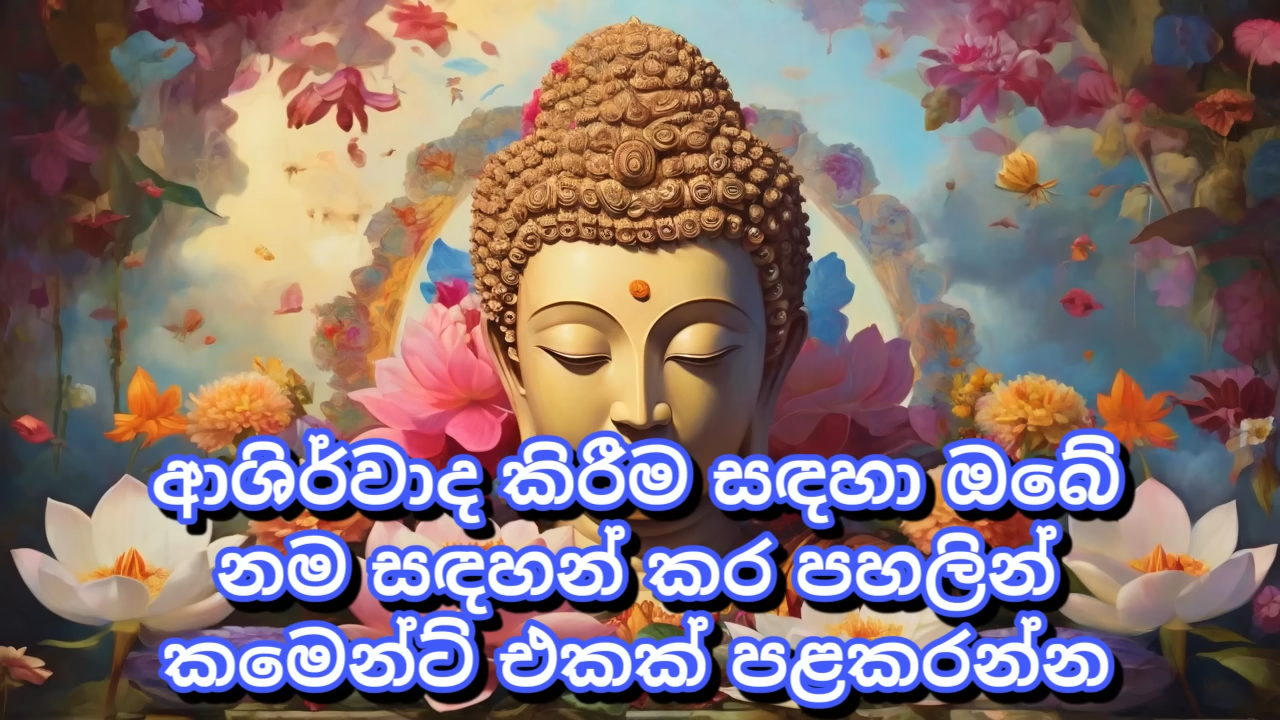 ආශිර්වාද කිරීම සඳහා ඔබේ
නම සඳහන් කර පහලින්
කමෙන්ට් එකක් පළකරන්න